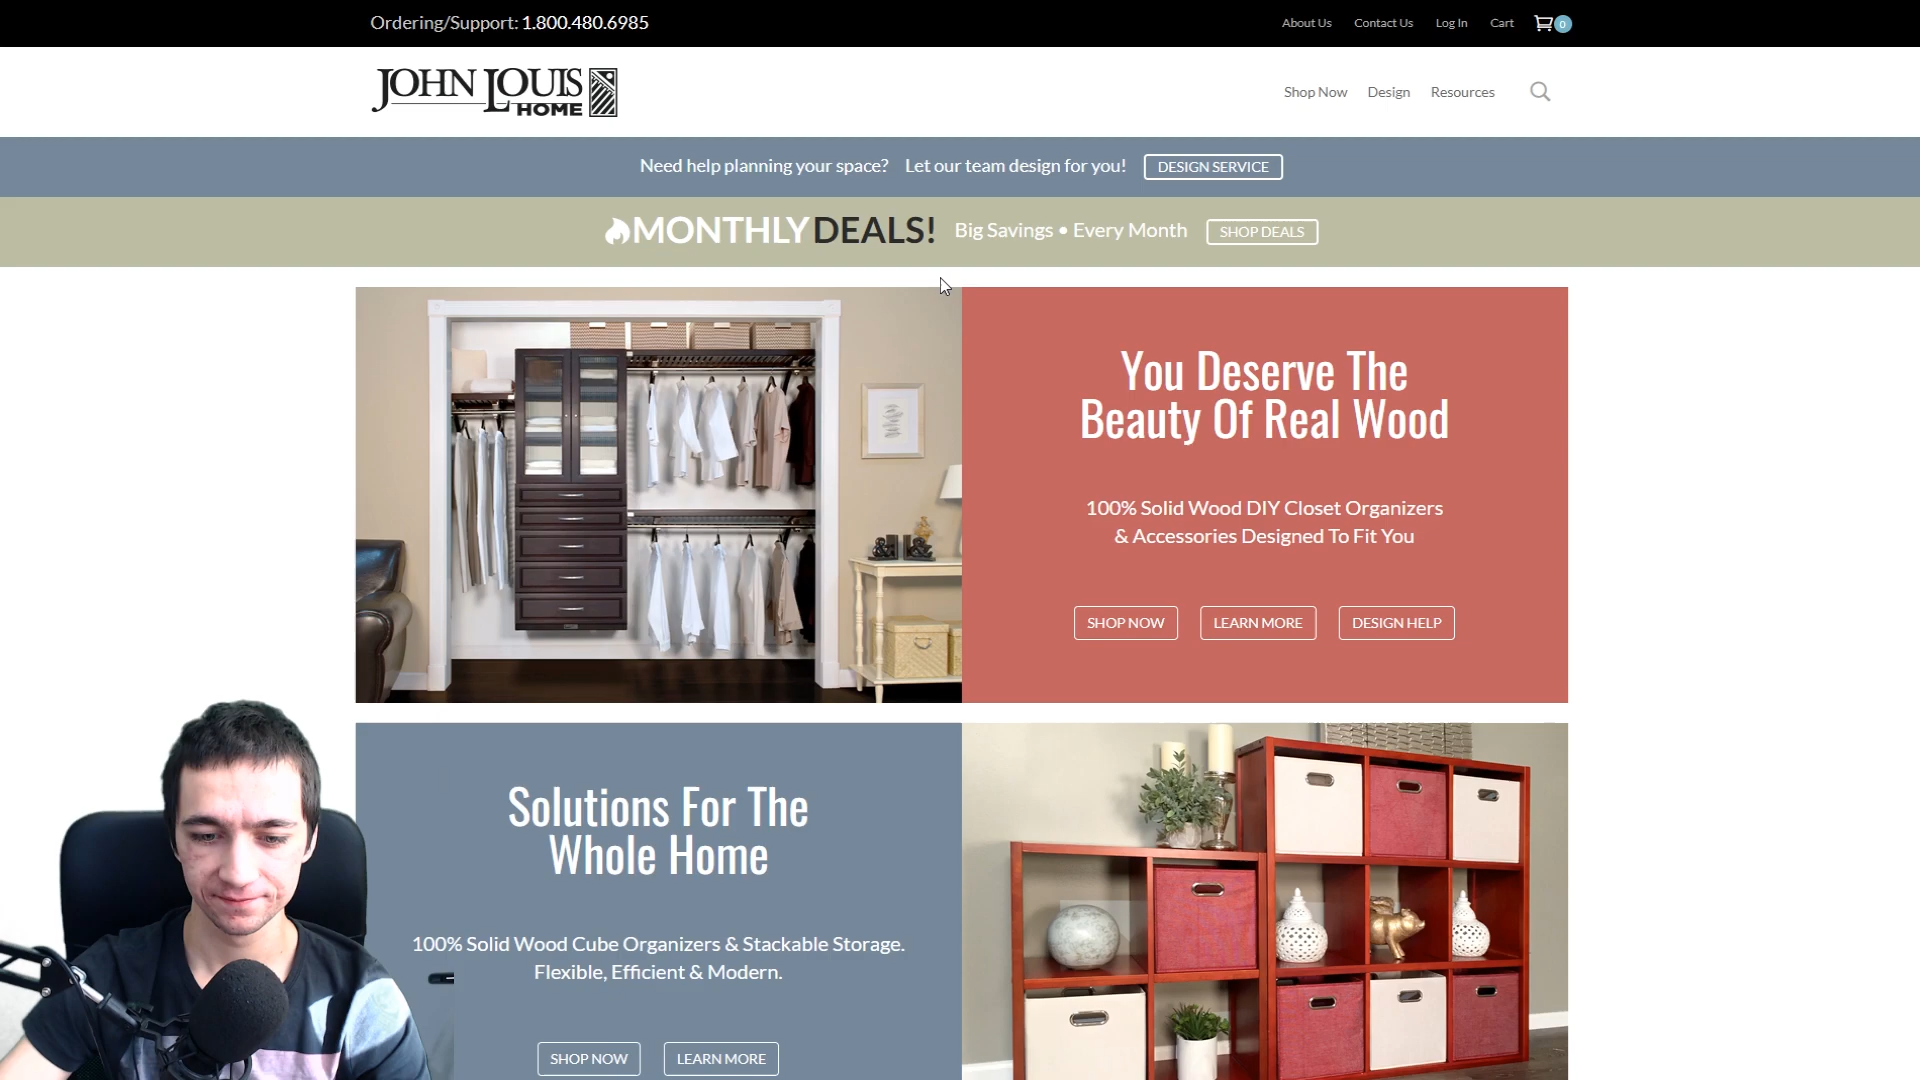 Ordering/Support: 1.800.480.6985
About Us
Contact Us
Log In
Cart
0
JOHN LOUIS
HOME
Shop Now
Design
Resources
Need help planning your space? Let our team design for you!
DESIGN SERVICE
MONTHLY DEALS!
Big Savings • Every Month
SHOP DEALS
You Deserve The
Beauty Of Real Wood
100% Solid Wood DIY Closet Organizers
& Accessories Designed To Fit You
SHOP NOW
LEARN MORE
DESIGN HELP
Solutions For The
Whole Home
100% Solid Wood Cube Organizers & Stackable Storage.
Flexible, Efficient & Modern.
SHOP NOW
LEARN MORE